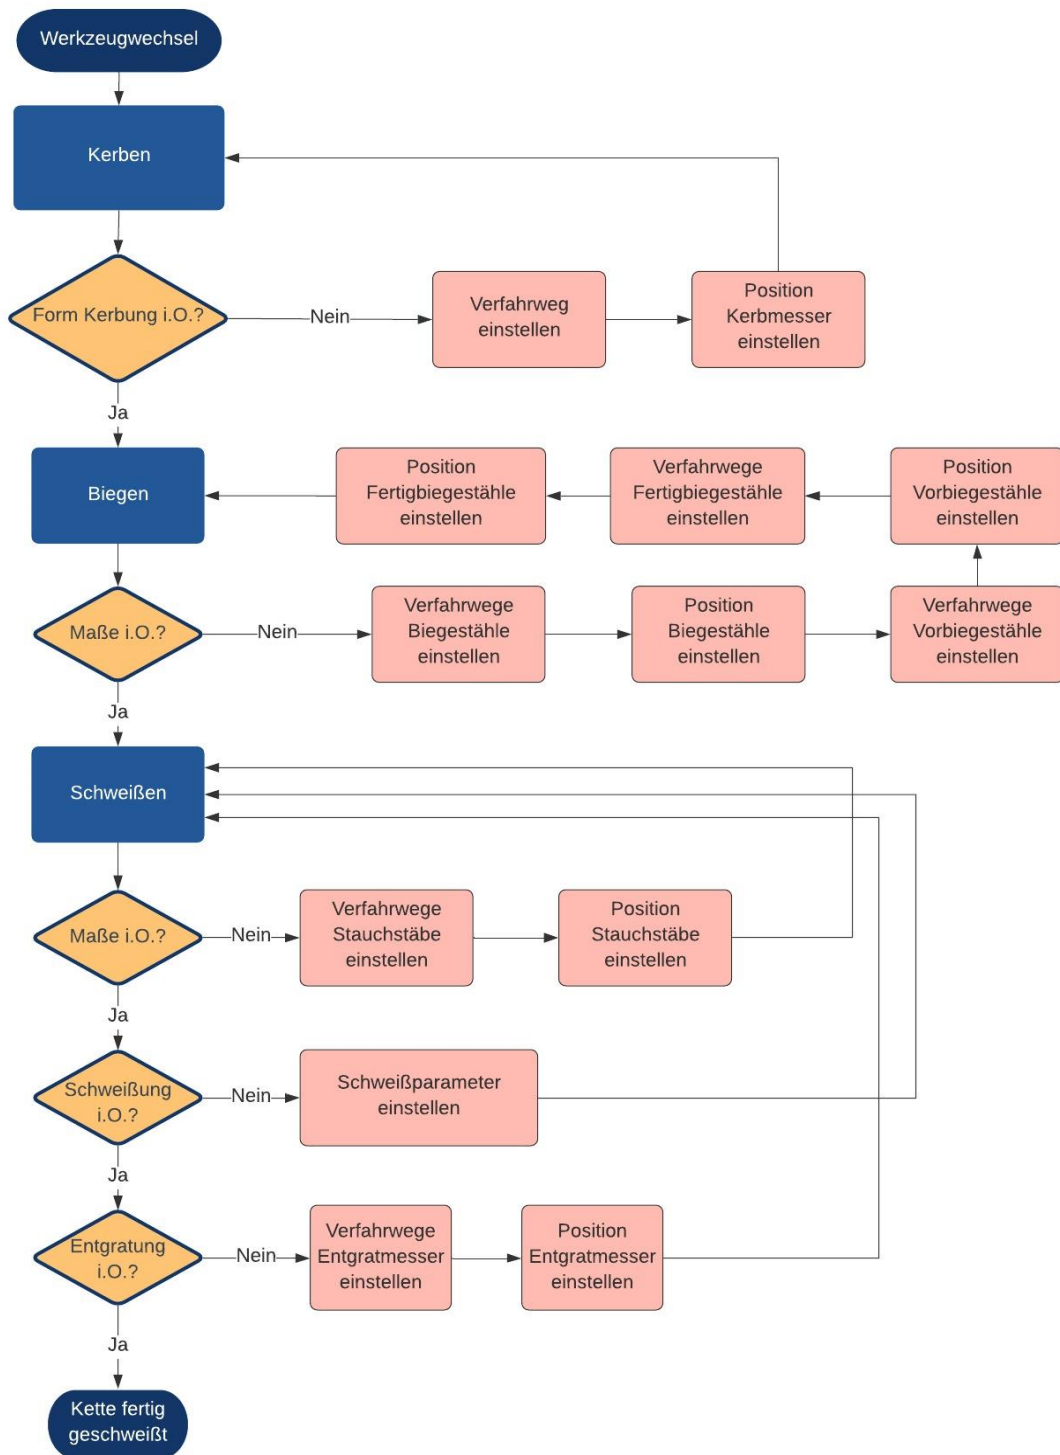 Werkzeugwechsel
Kerben
Form Kerbung i.O.?
Nein
Verfahrweg
einstellen
Position
Kerbmesser
einstellen
Ja
Biegen
Position
Fertigbiegestähle
einstellen
Verfahrwege
Fertigbiegestähle
einstellen
Position
Vorbiegestähle
einstellen
Maße i.O.?
Nein
Verfahrwege
Biegestähle
einstellen
Position
Biegestähle
einstellen
Verfahrwege
Vorbiegestähle
einstellen
Ja
Schweißen
Maße i.O.?
Nein
Verfahrwege
Stauchstäbe
einstellen
Position
Stauchstäbe
einstellen
Ja
Schweißung
i.O.?
Nein
Schweißparameter
einstellen
Ja
Entgratung
i.O.?
Nein
Verfahrwege
Entgratmesser
einstellen
Position
Entgratmesser
einstellen
Ja
Kette fertig
geschweißt